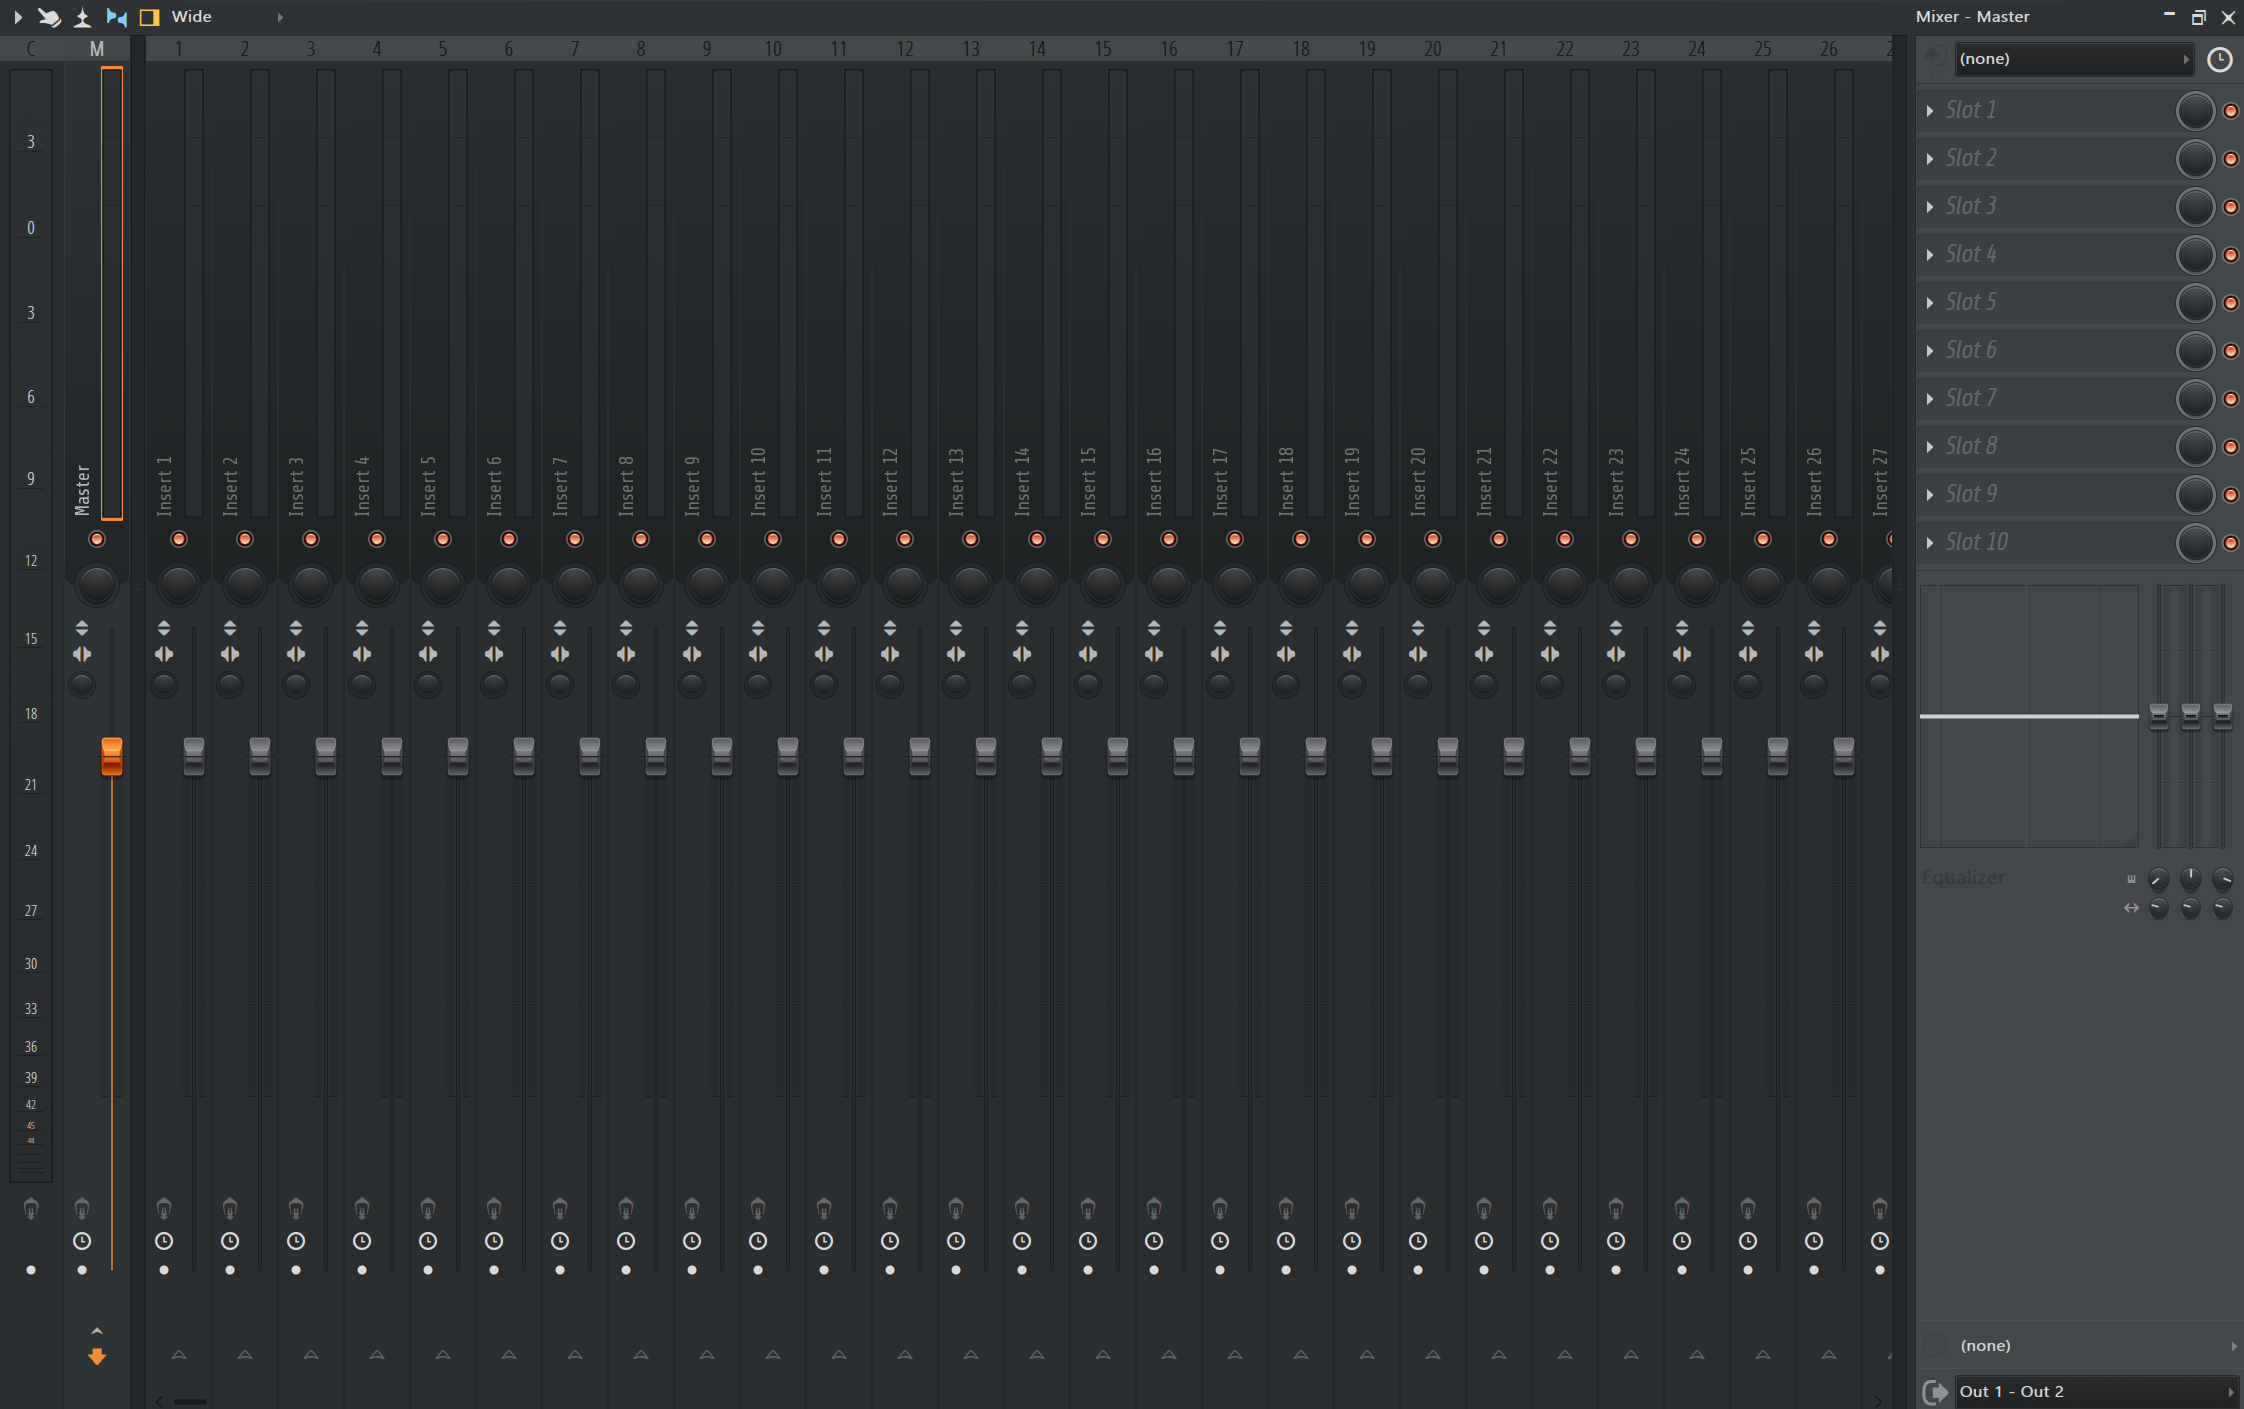 Wide
Mixer - Master
C M 1 2 3 4 5 6 7 8 9 10 11 12 13 14 15 16 17 18 19 20 21 22 23 24 25 26
(none)
Slot 1
Slot 2
Slot 3
Slot 4
Slot 5
Slot 6
Slot 7
Slot 8
Slot 9
Slot 10
3
0
3
6
9
12
15
18
21
24
27
30
33
36
39
42
45
48
Master
Insert 1
Insert 2
Insert 3
Insert 4
Insert 5
Insert 6
Insert 7
Insert 8
Insert 9
Insert 10
Insert 11
Insert 12
Insert 13
Insert 14
Insert 15
Insert 16
Insert 17
Insert 18
Insert 19
Insert 20
Insert 21
Insert 22
Insert 23
Insert 24
Insert 25
Insert 26
Insert 27
Equalizer
(none)
Out 1 - Out 2